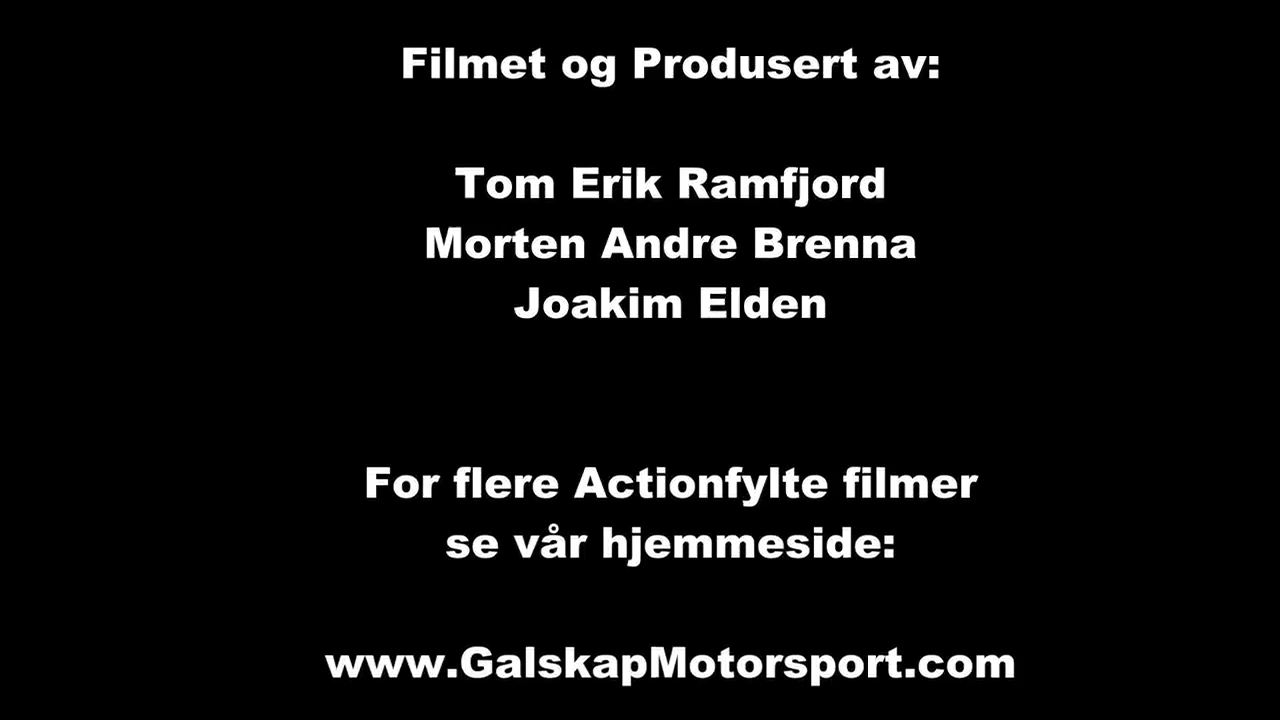 Filmet og Produsert av:
Tom Erik Ramfjord
Morten Andre Brenna
Joakim Elden
For flere Actionfylte filmer
se vår hjemmeside:
www.GalskapMotorsport.com